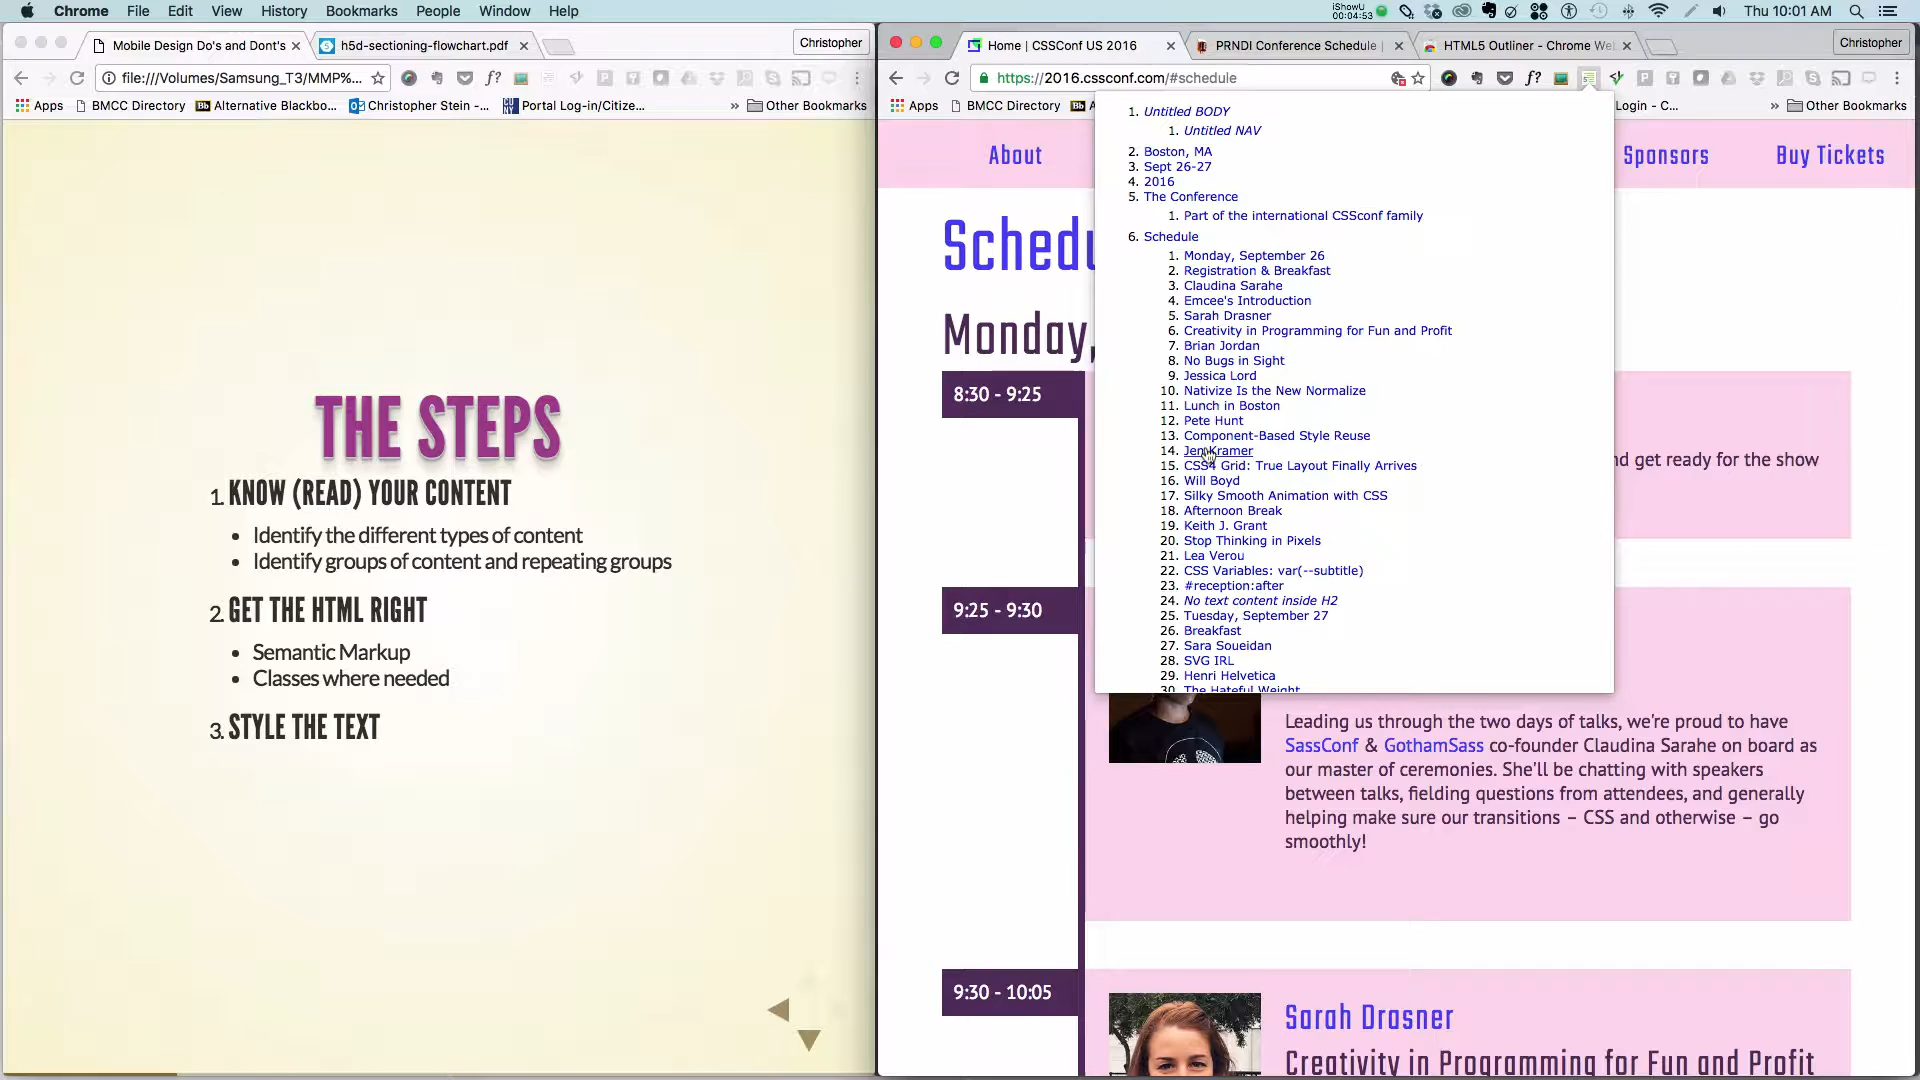 Chrome File Edit View History Bookmarks People Window Help
iShowU
00:04:53
Thu 10:01 AM
Mobile Design Do's and Dont's
h5d-sectioning-flowchart.pdf
Christopher
file:///Volumes/Samsung_T3/MMP%...
f?
Apps BMCC Directory Bb Alternative Blackbo... Christopher Stein -... Portal Log-in/Citize... » Other Bookmarks
THE STEPS
1. KNOW (READ) YOUR CONTENT
• Identify the different types of content
• Identify groups of content and repeating groups
2. GET THE HTML RIGHT
• Semantic Markup
• Classes where needed
3. STYLE THE TEXT
Home | CSSConf US 2016
PRNDI Conference Schedule |
HTML5 Outliner - Chrome We
Christopher
https://2016.cssconf.com/#schedule
f?
Apps BMCC Directory Bb A
Login - C... » Other Bookmarks
About
Sponsors
Buy Tickets
1. Untitled BODY
1. Untitled NAV
2. Boston, MA
3. Sept 26-27
4. 2016
5. The Conference
1. Part of the international CSSconf family
6. Schedule
1. Monday, September 26
2. Registration & Breakfast
3. Claudina Sarahe
4. Emcee's Introduction
5. Sarah Drasner
6. Creativity in Programming for Fun and Profit
7. Brian Jordan
8. No Bugs in Sight
9. Jessica Lord
10. Nativize Is the New Normalize
11. Lunch in Boston
12. Pete Hunt
13. Component-Based Style Reuse
14. Jen Kramer
15. CSS4 Grid: True Layout Finally Arrives
16. Will Boyd
17. Silky Smooth Animation with CSS
18. Afternoon Break
19. Keith J. Grant
20. Stop Thinking in Pixels
21. Lea Verou
22. CSS Variables: var(--subtitle)
23. #reception:after
24. No text content inside H2
25. Tuesday, September 27
26. Breakfast
27. Sara Soueidan
28. SVG IRL
29. Henri Helvetica
30. The Hateful Weight
Schedu
Monday,
8:30 - 9:25
nd get ready for the show
9:25 - 9:30
Leading us through the two days of talks, we're proud to have
SassConf & GothamSass co-founder Claudina Sarahe on board as
our master of ceremonies. She'll be chatting with speakers
between talks, fielding questions from attendees, and generally
helping make sure our transitions – CSS and otherwise – go
smoothly!
9:30 - 10:05
Sarah Drasner
Creativity in Programming for Fun and Profit